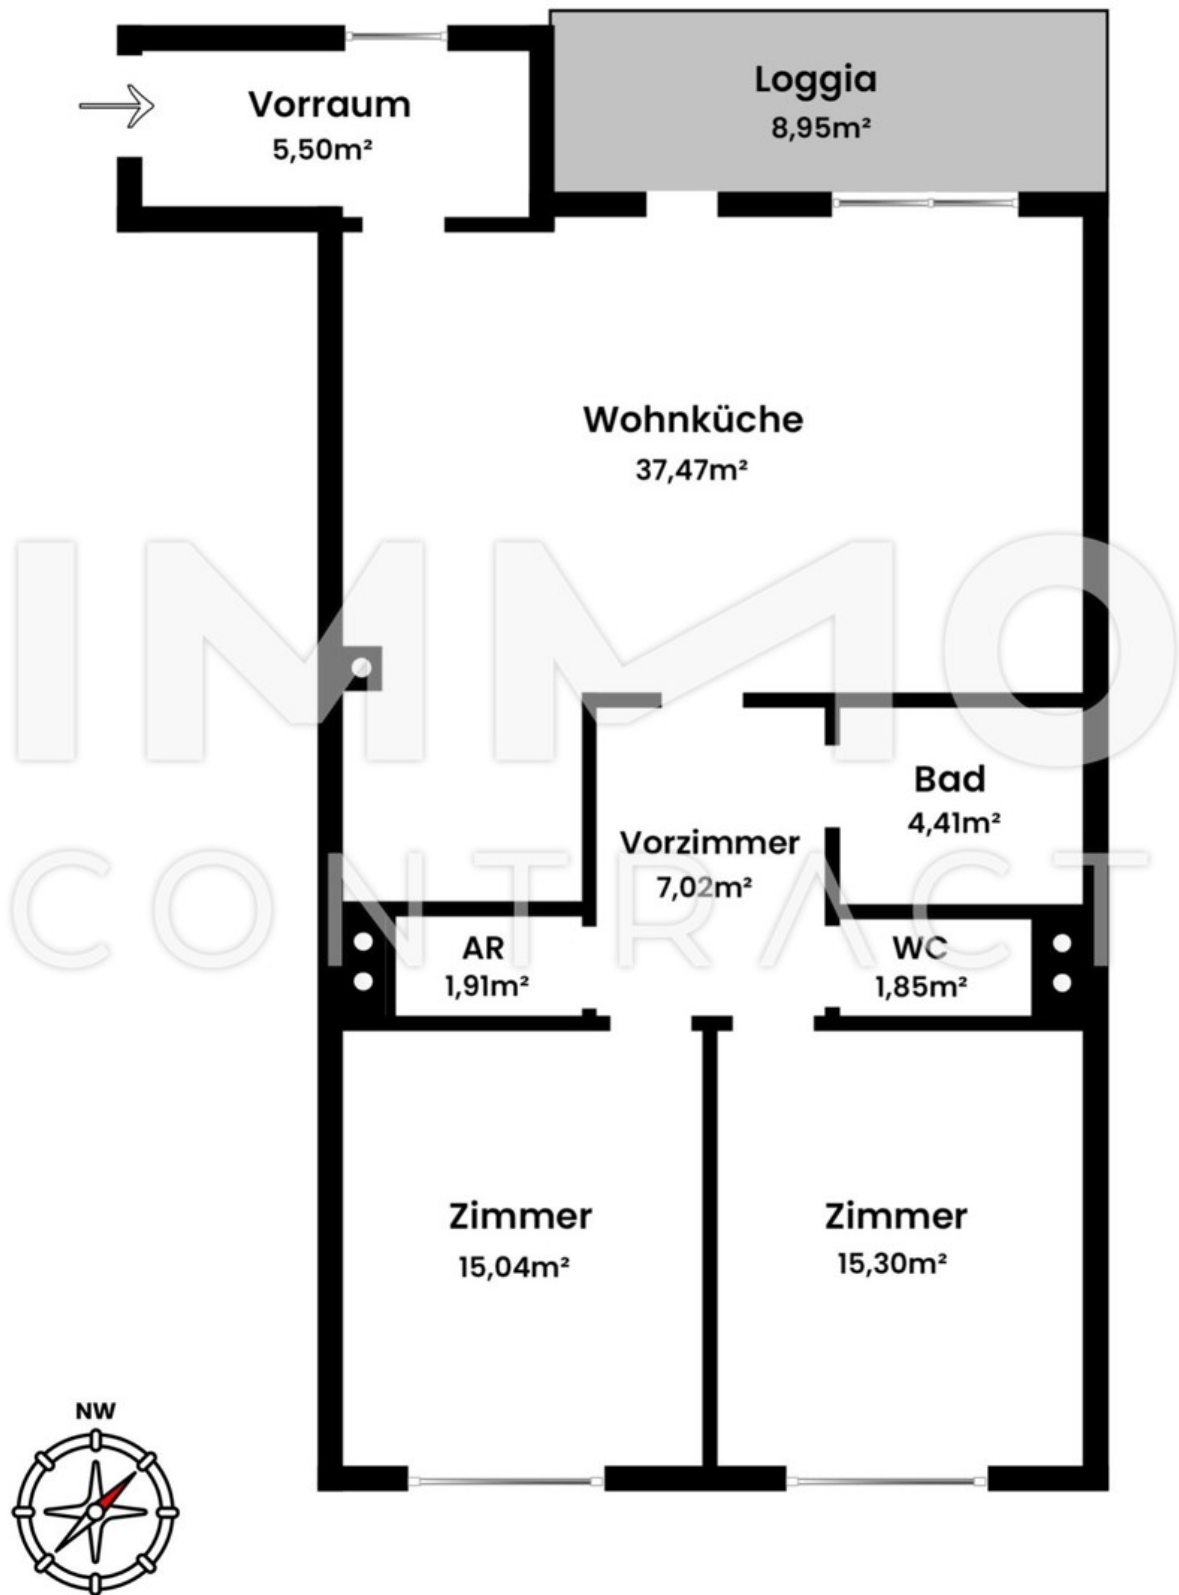 Loggia
8,95m²
Vorraum
5,50m²
Wohnküche
37,47m²
IMMO
CONTRACT
Bad
4,41m²
Vorzimmer
7,02m²
AR
1,91m²
WC
1,85m²
Zimmer
15,04m²
Zimmer
15,30m²
NW